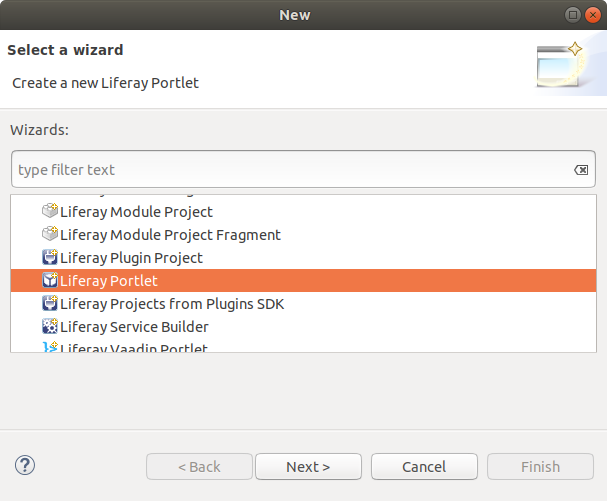 New
Select a wizard
Create a new Liferay Portlet
Wizards:
type filter text
Liferay Module Project
Liferay Module Project Fragment
Liferay Plugin Project
Liferay Portlet
Liferay Projects from Plugins SDK
Liferay Service Builder
Liferay Vaadin Portlet
?
< Back
Next >
Cancel
Finish